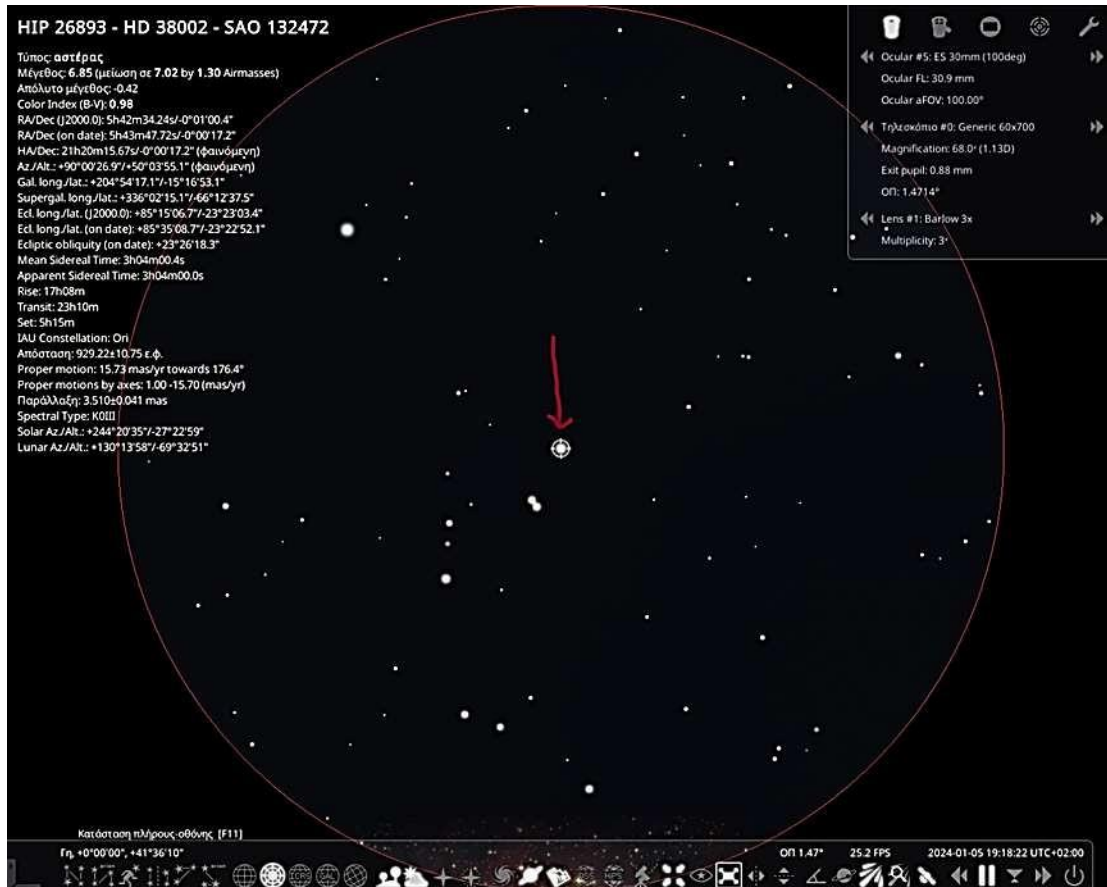 HIP 26893 - HD 38002 - SAO 132472
Τύπος: αστέρας
Μέγεθος: 6.85 (μείωση σε 7.02 by 1.30 Airmasses)
Απόλυτο μέγεθος: -0.42
Color Index (B-V): 0.98
RA/Dec (J2000.0): 5h42m34.24s/-0°01'00.4"
RA/Dec (on date): 5h43m47.72s/-0°00'17.2"
HA/Dec: 21h20m15.67s/-0°00'17.2" (φαινόμενη)
Az./Alt.: +90°00'26.9"/+50°03'55.1" (φαινόμενη)
Gal. long./lat.: +204°54'17.1"/-15°16'53.1"
Supergal. long./lat.: +336°02'15.1"/-66°12'37.5"
Ecl. long./lat. (J2000.0): +85°15'06.7"/-23°23'03.4"
Ecl. long./lat. (on date): +85°35'08.7"/-23°22'52.1"
Ecliptic obliquity (on date): +23°26'18.3"
Mean Sidereal Time: 3h04m00.4s
Apparent Sidereal Time: 3h04m00.0s
Rise: 17h08m
Transit: 23h10m
Set: 5h15m
IAU Constellation: Ori
Απόσταση: 929.22±10.75 ε.φ.
Proper motion: 15.73 mas/yr towards 176.4°
Proper motions by axes: 1.00 -15.70 (mas/yr)
Παράλλαξη: 3.510±0.041 mas
Spectral Type: K0III
Solar Az./Alt.: +244°20'35"/-27°22'59"
Lunar Az./Alt.: +130°13'58"/-69°32'51"
Ocular #5: ES 30mm (100deg)
Ocular FL: 30.9 mm
Ocular aFOV: 100.00°
Τηλεσκόπιο #0: Generic 60x700
Magnification: 68.0× (1.13D)
Exit pupil: 0.88 mm
ΟΠ: 1.4714°
Lens #1: Barlow 3x
Multiplicity: 3×
Κατάσταση πλήρους-οθόνης [F11]
Γη, +0°00'00", +41°36'10" ΟΠ 1.47° 25.2 FPS 2024-01-05 19:18:22 UTC+02:00
ICRS GAL